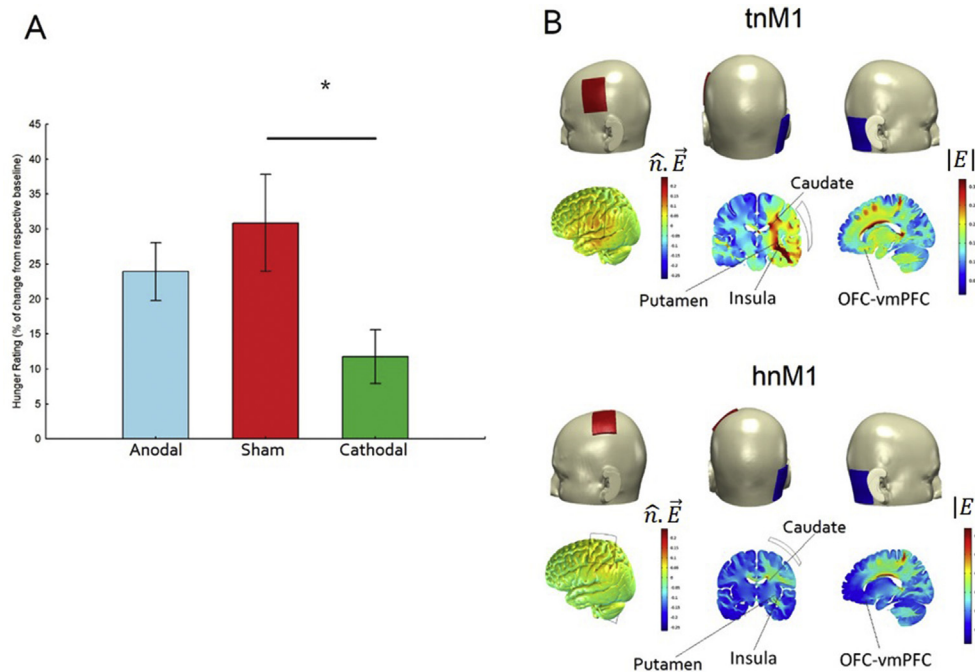 A
*
Hunger Rating (% of change from respective baseline)
45
40
35
30
25
20
15
10
5
0
Anodal Sham Cathodal
B
tnM1
n̂.E⃗
|E|
Caudate
Putamen Insula OFC-vmPFC
hnM1
n̂.E⃗
|E
Caudate
Putamen Insula OFC-vmPFC